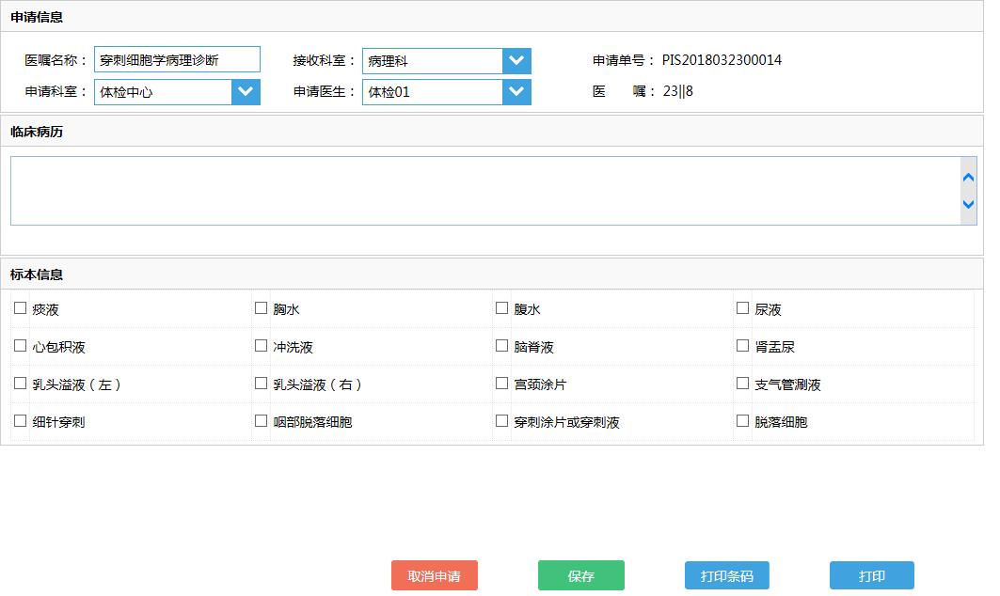 申请信息
医嘱名称： 穿刺细胞学病理诊断 接收科室： 病理科 申请单号： PIS2018032300014
申请科室： 体检中心 申请医生： 体检01 医 嘱： 23||8
临床病历
标本信息
痰液 胸水 腹水 尿液
心包积液 冲洗液 脑脊液 肾盂尿
乳头溢液（左） 乳头溢液（右） 宫颈涂片 支气管涮液
细针穿刺 咽部脱落细胞 穿刺涂片或穿刺液 脱落细胞
取消申请 保存 打印条码 打印